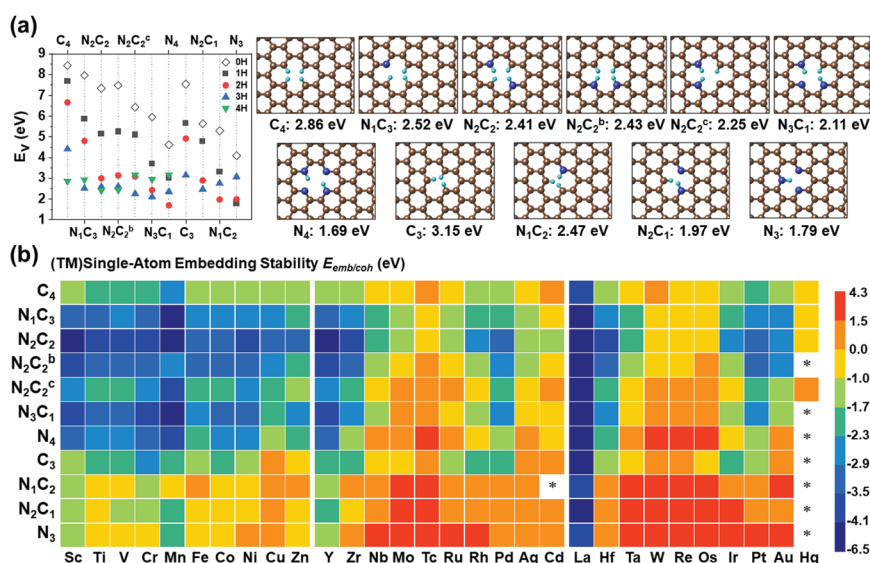 (a)
C4 N2C2 N2C2ᶜ N4 N2C1 N3
9
8
7
6
5
4
3
2
1
EV (eV)
0H
1H
2H
3H
4H
N1C3 N2C2ᵇ N3C1 C3 N1C2
C4: 2.86 eV N1C3: 2.52 eV N2C2: 2.41 eV N2C2ᵇ: 2.43 eV N2C2ᶜ: 2.25 eV N3C1: 2.11 eV
N4: 1.69 eV C3: 3.15 eV N1C2: 2.47 eV N2C1: 1.97 eV N3: 1.79 eV
(b) (TM)Single-Atom Embedding Stability Eemb/coh (eV)
C4
N1C3
N2C2
N2C2ᵇ *
N2C2ᶜ
N3C1 *
N4 *
C3 *
N1C2 * *
N2C1 *
N3 *
Sc Ti V Cr Mn Fe Co Ni Cu Zn Y Zr Nb Mo Tc Ru Rh Pd Ag Cd La Hf Ta W Re Os Ir Pt Au Hg
4.3
2.6
1.3
0.0
-1.0
-2.0
-3.0
-4.0
-5.0
-6.5